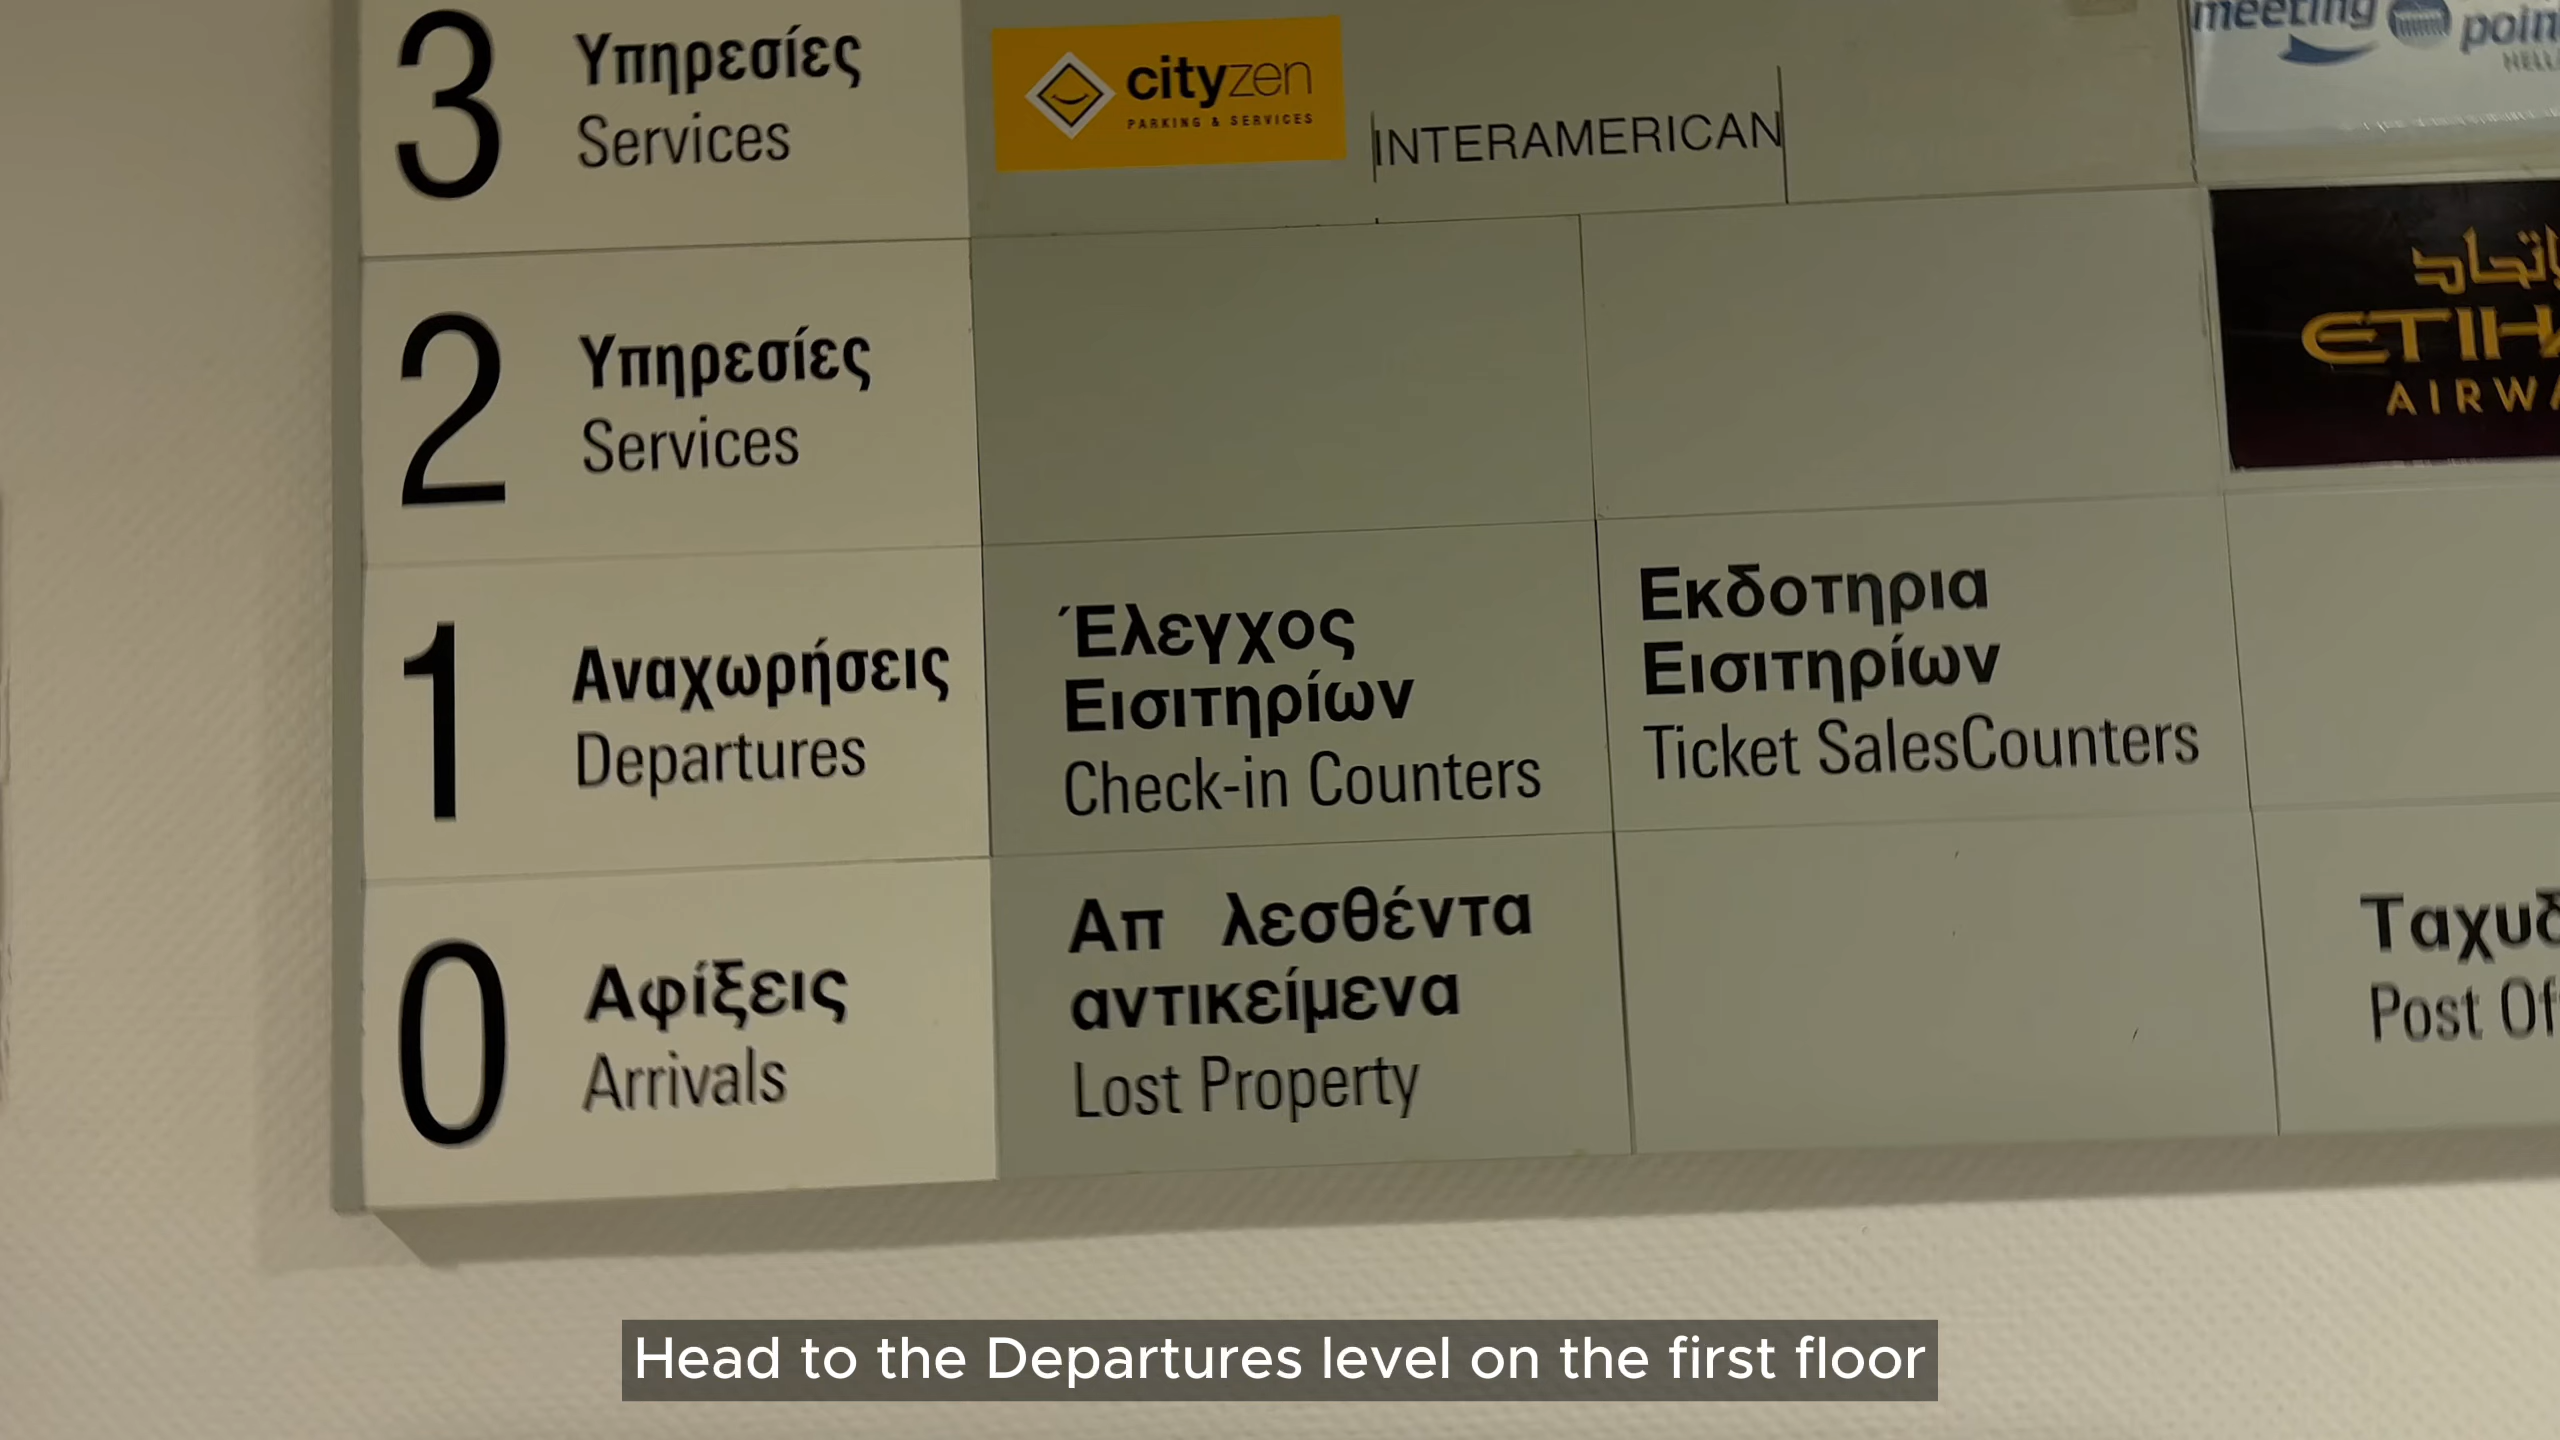 3
Υπηρεσίες
Services
cityzen
PARKING & SERVICES
INTERAMERICAN
meeting
2
Υπηρεσίες
Services
1
Αναχωρήσεις
Departures
Έλεγχος
Εισιτηρίων
Check-in Counters
Εκδοτηρια
Εισιτηρίων
Ticket SalesCounters
0
Αφίξεις
Arrivals
Απ λεσθέντα
αντικείμενα
Lost Property
Post
Head to the Departures level on the first floor